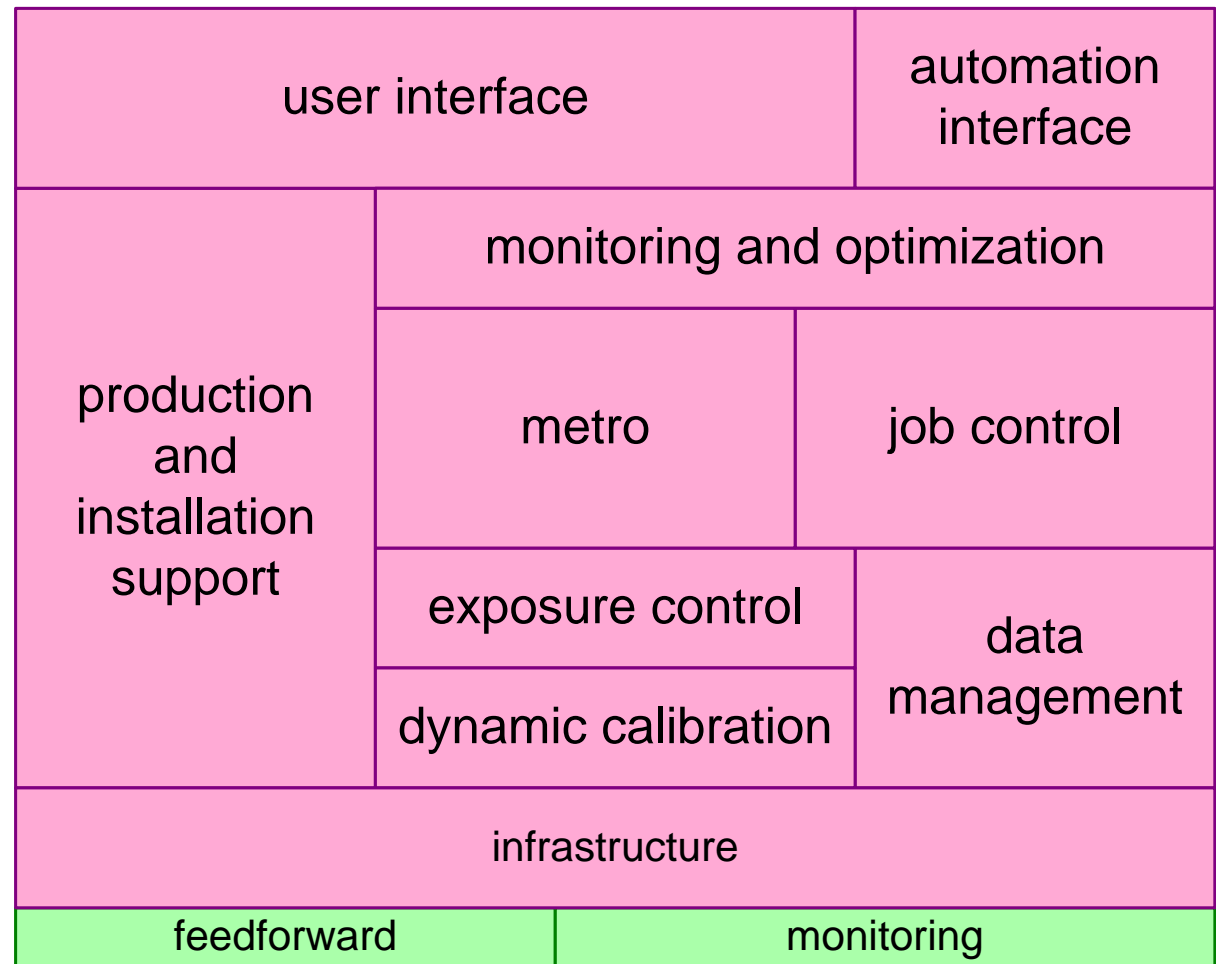 user interface
automation
interface
monitoring and optimization
production
and
installation
support
metro
job control
exposure control
data
management
dynamic calibration
infrastructure
feedforward
monitoring